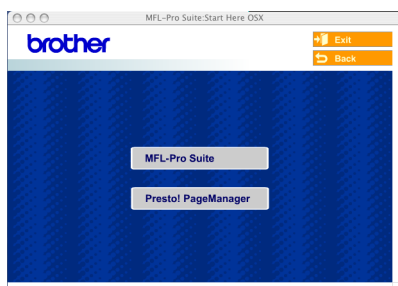 MFL-Pro Suite:Start Here OSX
brother
Exit
Back
MFL-Pro Suite
Presto! PageManager